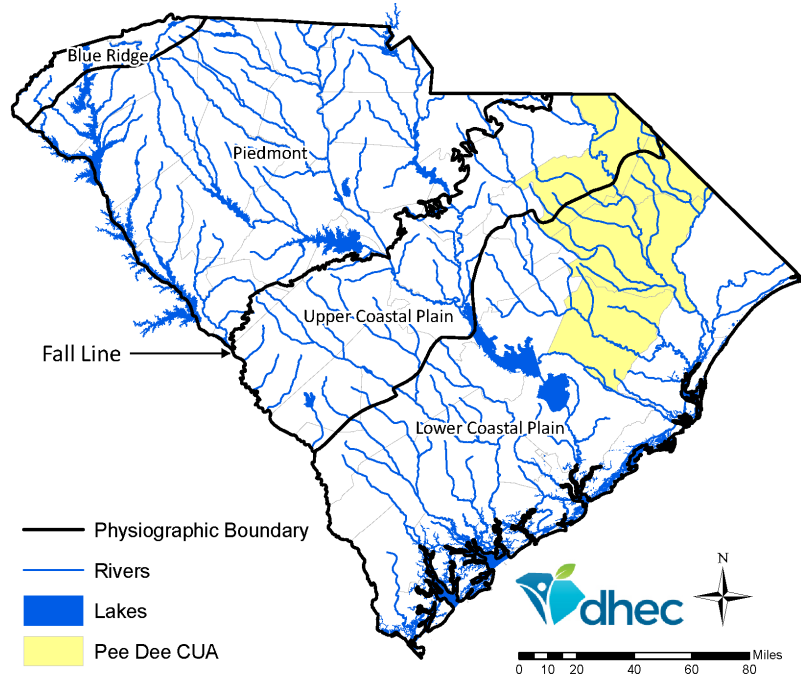 Blue Ridge
Piedmont
Upper Coastal Plain
Fall Line
Lower Coastal Plain
Physiographic Boundary
Rivers
Lakes
Pee Dee CUA
dhec
N
Miles
0 10 20 40 60 80